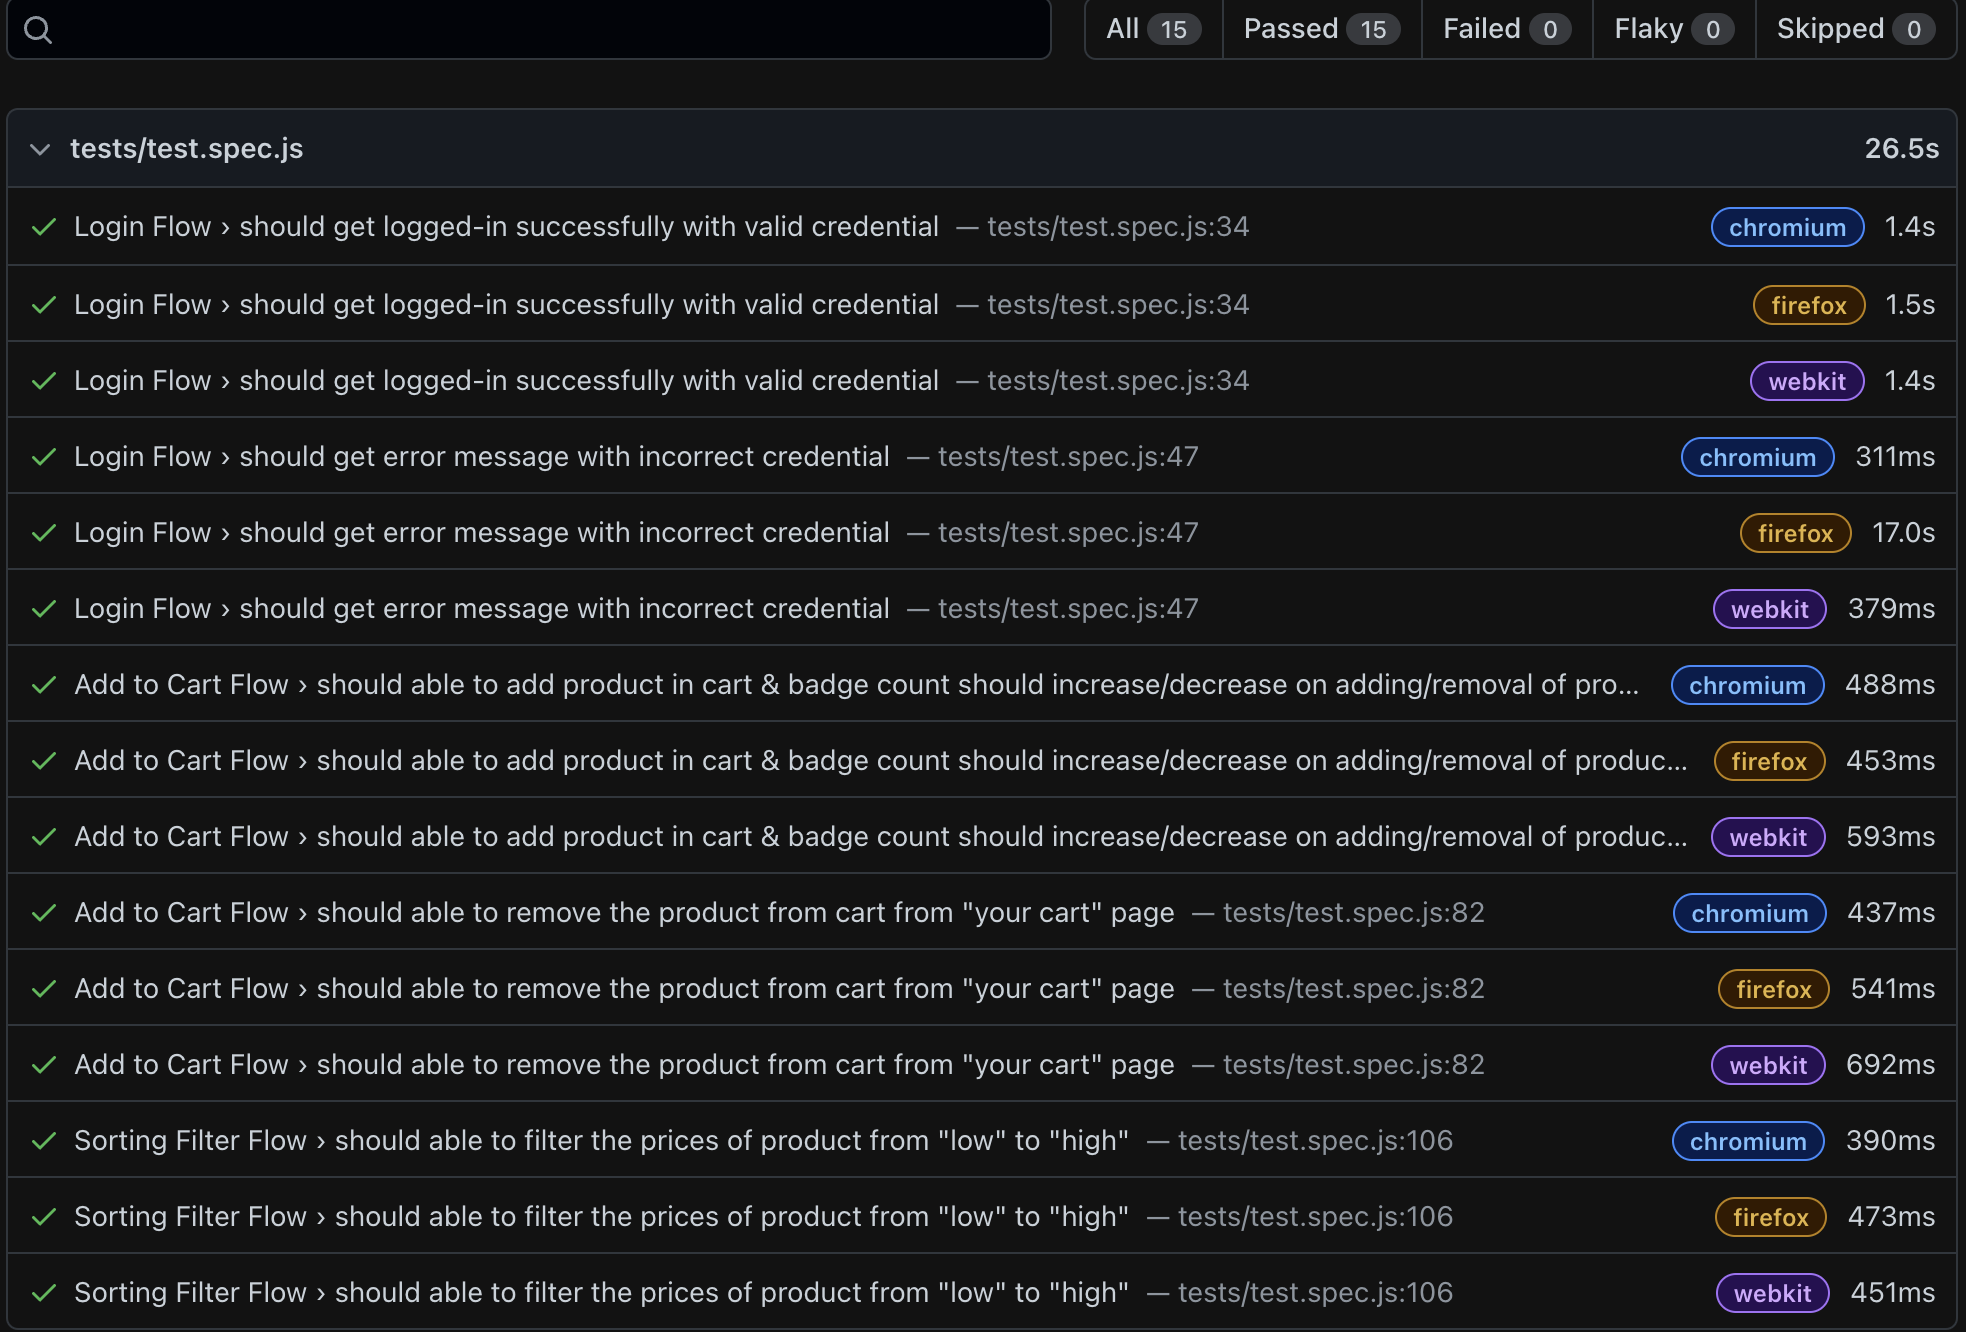 All 15 Passed 15 Failed 0 Flaky 0 Skipped 0
tests/test.spec.js 26.5s
Login Flow › should get logged-in successfully with valid credential — tests/test.spec.js:34 chromium 1.4s
Login Flow › should get logged-in successfully with valid credential — tests/test.spec.js:34 firefox 1.5s
Login Flow › should get logged-in successfully with valid credential — tests/test.spec.js:34 webkit 1.4s
Login Flow › should get error message with incorrect credential — tests/test.spec.js:47 chromium 311ms
Login Flow › should get error message with incorrect credential — tests/test.spec.js:47 firefox 17.0s
Login Flow › should get error message with incorrect credential — tests/test.spec.js:47 webkit 379ms
Add to Cart Flow › should able to add product in cart & badge count should increase/decrease on adding/removal of pro... chromium 488ms
Add to Cart Flow › should able to add product in cart & badge count should increase/decrease on adding/removal of produc... firefox 453ms
Add to Cart Flow › should able to add product in cart & badge count should increase/decrease on adding/removal of produc... webkit 593ms
Add to Cart Flow › should able to remove the product from cart from "your cart" page — tests/test.spec.js:82 chromium 437ms
Add to Cart Flow › should able to remove the product from cart from "your cart" page — tests/test.spec.js:82 firefox 541ms
Add to Cart Flow › should able to remove the product from cart from "your cart" page — tests/test.spec.js:82 webkit 692ms
Sorting Filter Flow › should able to filter the prices of product from "low" to "high" — tests/test.spec.js:106 chromium 390ms
Sorting Filter Flow › should able to filter the prices of product from "low" to "high" — tests/test.spec.js:106 firefox 473ms
Sorting Filter Flow › should able to filter the prices of product from "low" to "high" — tests/test.spec.js:106 webkit 451ms